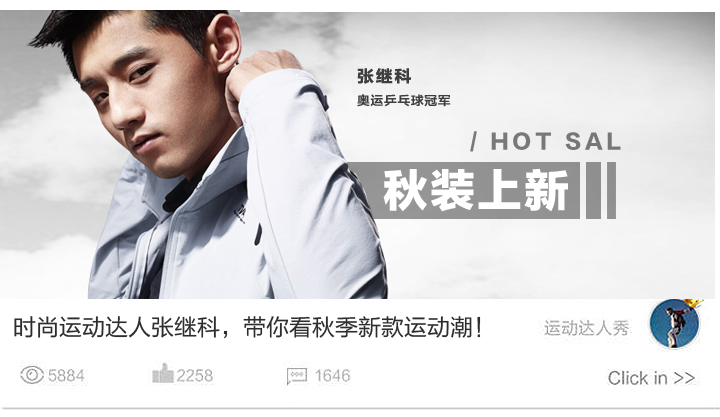 张继科
奥运乒乓球冠军
/ HOT SAL
秋装上新
时尚运动达人张继科，带你看秋季新款运动潮！
运动达人秀
5884
2258
1646
Click in >>